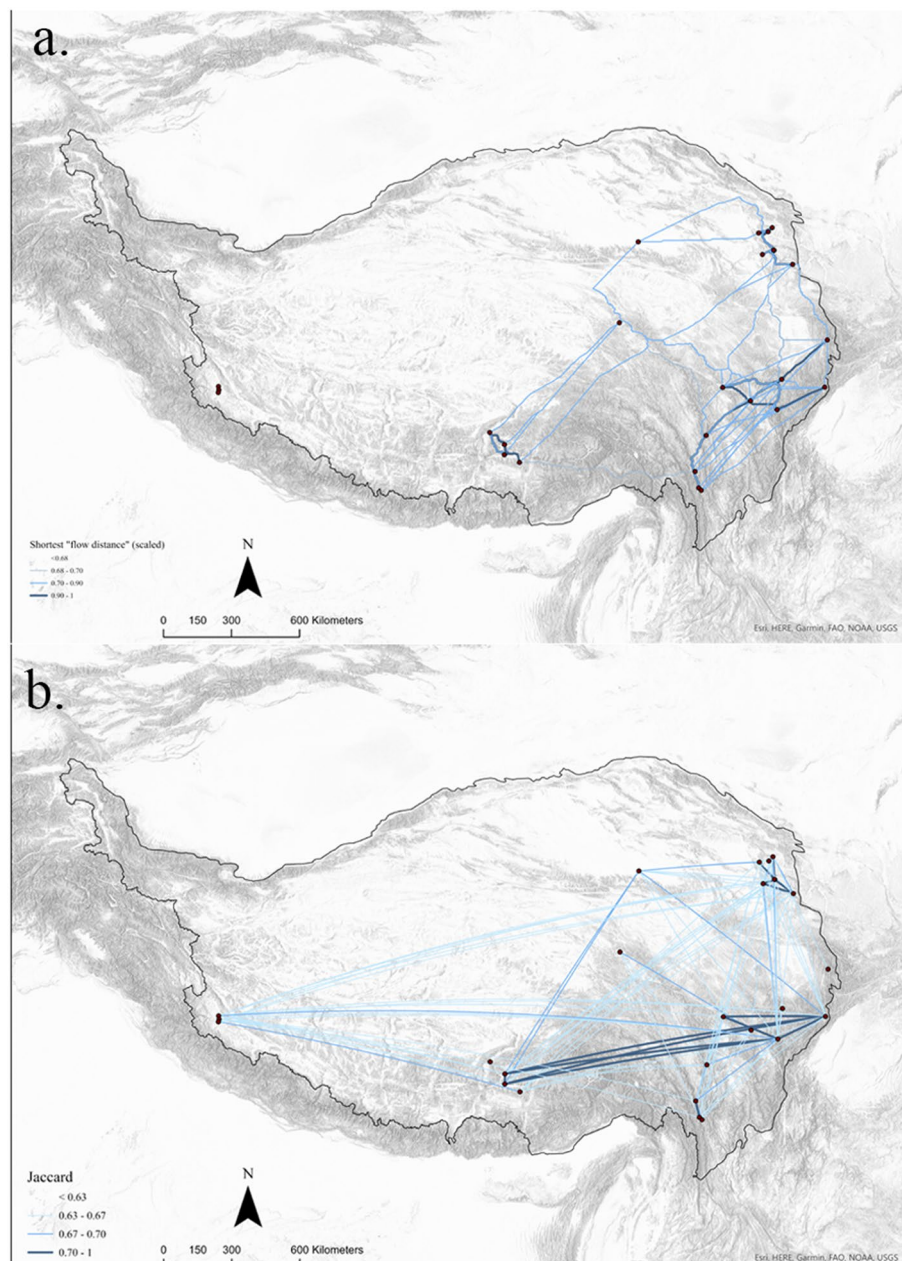 a.
Shortest "flow distance" (scaled)
<0.68
0.68 - 0.70
0.70 - 0.90
0.90 - 1
N
0 150 300 600 Kilometers
Esri, HERE, Garmin, FAO, NOAA, USGS
b.
Jaccard
< 0.63
0.63 - 0.67
0.67 - 0.70
0.70 - 1
N
0 150 300 600 Kilometers
Esri, HERE, Garmin, FAO, NOAA, USGS